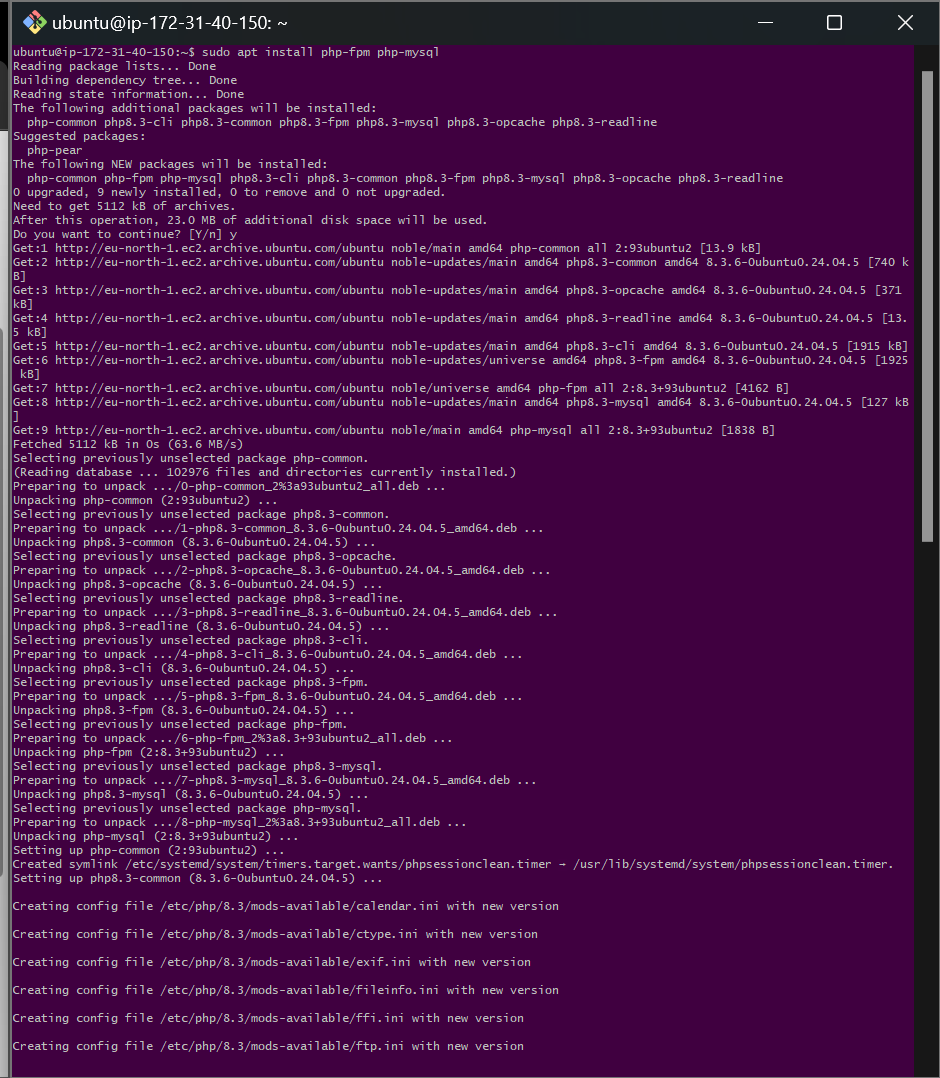 ubuntu@ip-172-31-40-150: ~
ubuntu@ip-172-31-40-150:~$ sudo apt install php-fpm php-mysql
Reading package lists... Done
Building dependency tree... Done
Reading state information... Done
The following additional packages will be installed:
  php-common php8.3-cli php8.3-common php8.3-fpm php8.3-mysql php8.3-opcache php8.3-readline
Suggested packages:
  php-pear
The following NEW packages will be installed:
  php-common php-fpm php-mysql php8.3-cli php8.3-common php8.3-fpm php8.3-mysql php8.3-opcache php8.3-readline
0 upgraded, 9 newly installed, 0 to remove and 0 not upgraded.
Need to get 5112 kB of archives.
After this operation, 23.0 MB of additional disk space will be used.
Do you want to continue? [Y/n] y
Get:1 http://eu-north-1.ec2.archive.ubuntu.com/ubuntu noble/main amd64 php-common all 2:93ubuntu2 [13.9 kB]
Get:2 http://eu-north-1.ec2.archive.ubuntu.com/ubuntu noble-updates/main amd64 php8.3-common amd64 8.3.6-0ubuntu0.24.04.5 [740 k
B]
Get:3 http://eu-north-1.ec2.archive.ubuntu.com/ubuntu noble-updates/main amd64 php8.3-opcache amd64 8.3.6-0ubuntu0.24.04.5 [371
kB]
Get:4 http://eu-north-1.ec2.archive.ubuntu.com/ubuntu noble-updates/main amd64 php8.3-readline amd64 8.3.6-0ubuntu0.24.04.5 [13.
5 kB]
Get:5 http://eu-north-1.ec2.archive.ubuntu.com/ubuntu noble-updates/main amd64 php8.3-cli amd64 8.3.6-0ubuntu0.24.04.5 [1915 kB]
Get:6 http://eu-north-1.ec2.archive.ubuntu.com/ubuntu noble-updates/universe amd64 php8.3-fpm amd64 8.3.6-0ubuntu0.24.04.5 [1925
 kB]
Get:7 http://eu-north-1.ec2.archive.ubuntu.com/ubuntu noble/universe amd64 php-fpm all 2:8.3+93ubuntu2 [4162 B]
Get:8 http://eu-north-1.ec2.archive.ubuntu.com/ubuntu noble-updates/main amd64 php8.3-mysql amd64 8.3.6-0ubuntu0.24.04.5 [127 kB
]
Get:9 http://eu-north-1.ec2.archive.ubuntu.com/ubuntu noble/main amd64 php-mysql all 2:8.3+93ubuntu2 [1838 B]
Fetched 5112 kB in 0s (63.6 MB/s)
Selecting previously unselected package php-common.
(Reading database ... 102976 files and directories currently installed.)
Preparing to unpack .../0-php-common_2%3a93ubuntu2_all.deb ...
Unpacking php-common (2:93ubuntu2) ...
Selecting previously unselected package php8.3-common.
Preparing to unpack .../1-php8.3-common_8.3.6-0ubuntu0.24.04.5_amd64.deb ...
Unpacking php8.3-common (8.3.6-0ubuntu0.24.04.5) ...
Selecting previously unselected package php8.3-opcache.
Preparing to unpack .../2-php8.3-opcache_8.3.6-0ubuntu0.24.04.5_amd64.deb ...
Unpacking php8.3-opcache (8.3.6-0ubuntu0.24.04.5) ...
Selecting previously unselected package php8.3-readline.
Preparing to unpack .../3-php8.3-readline_8.3.6-0ubuntu0.24.04.5_amd64.deb ...
Unpacking php8.3-readline (8.3.6-0ubuntu0.24.04.5) ...
Selecting previously unselected package php8.3-cli.
Preparing to unpack .../4-php8.3-cli_8.3.6-0ubuntu0.24.04.5_amd64.deb ...
Unpacking php8.3-cli (8.3.6-0ubuntu0.24.04.5) ...
Selecting previously unselected package php8.3-fpm.
Preparing to unpack .../5-php8.3-fpm_8.3.6-0ubuntu0.24.04.5_amd64.deb ...
Unpacking php8.3-fpm (8.3.6-0ubuntu0.24.04.5) ...
Selecting previously unselected package php-fpm.
Preparing to unpack .../6-php-fpm_2%3a8.3+93ubuntu2_all.deb ...
Unpacking php-fpm (2:8.3+93ubuntu2) ...
Selecting previously unselected package php8.3-mysql.
Preparing to unpack .../7-php8.3-mysql_8.3.6-0ubuntu0.24.04.5_amd64.deb ...
Unpacking php8.3-mysql (8.3.6-0ubuntu0.24.04.5) ...
Selecting previously unselected package php-mysql.
Preparing to unpack .../8-php-mysql_2%3a8.3+93ubuntu2_all.deb ...
Unpacking php-mysql (2:8.3+93ubuntu2) ...
Setting up php-common (2:93ubuntu2) ...
Created symlink /etc/systemd/system/timers.target.wants/phpsessionclean.timer → /usr/lib/systemd/system/phpsessionclean.timer.
Setting up php8.3-common (8.3.6-0ubuntu0.24.04.5) ...
Creating config file /etc/php/8.3/mods-available/calendar.ini with new version
Creating config file /etc/php/8.3/mods-available/ctype.ini with new version
Creating config file /etc/php/8.3/mods-available/exif.ini with new version
Creating config file /etc/php/8.3/mods-available/fileinfo.ini with new version
Creating config file /etc/php/8.3/mods-available/ffi.ini with new version
Creating config file /etc/php/8.3/mods-available/ftp.ini with new version